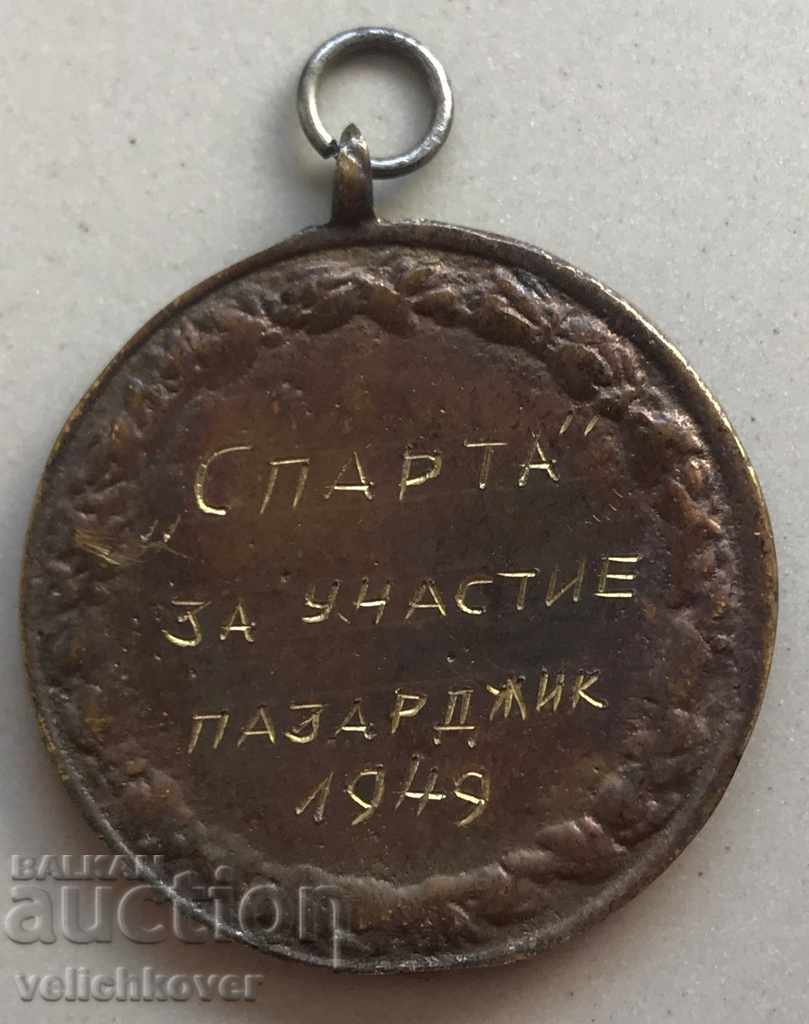 „Спарта“
ЗА УЧАСТИЕ
ПАЗАРДЖИК
1949
BALKAN
auction
velichkover